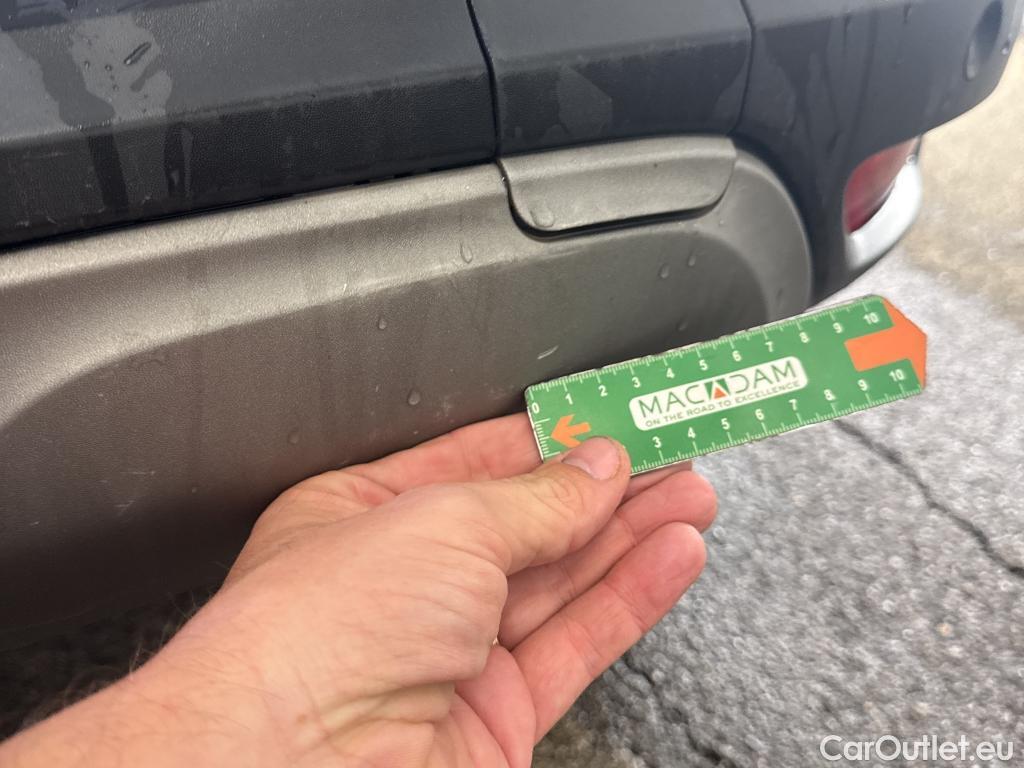 0 1 2 3 4 5 6 7 8 9 10
MACADAM
ON THE ROAD TO EXCELLENCE
3 4 5 6 7 8 9 10
CarOutlet.eu